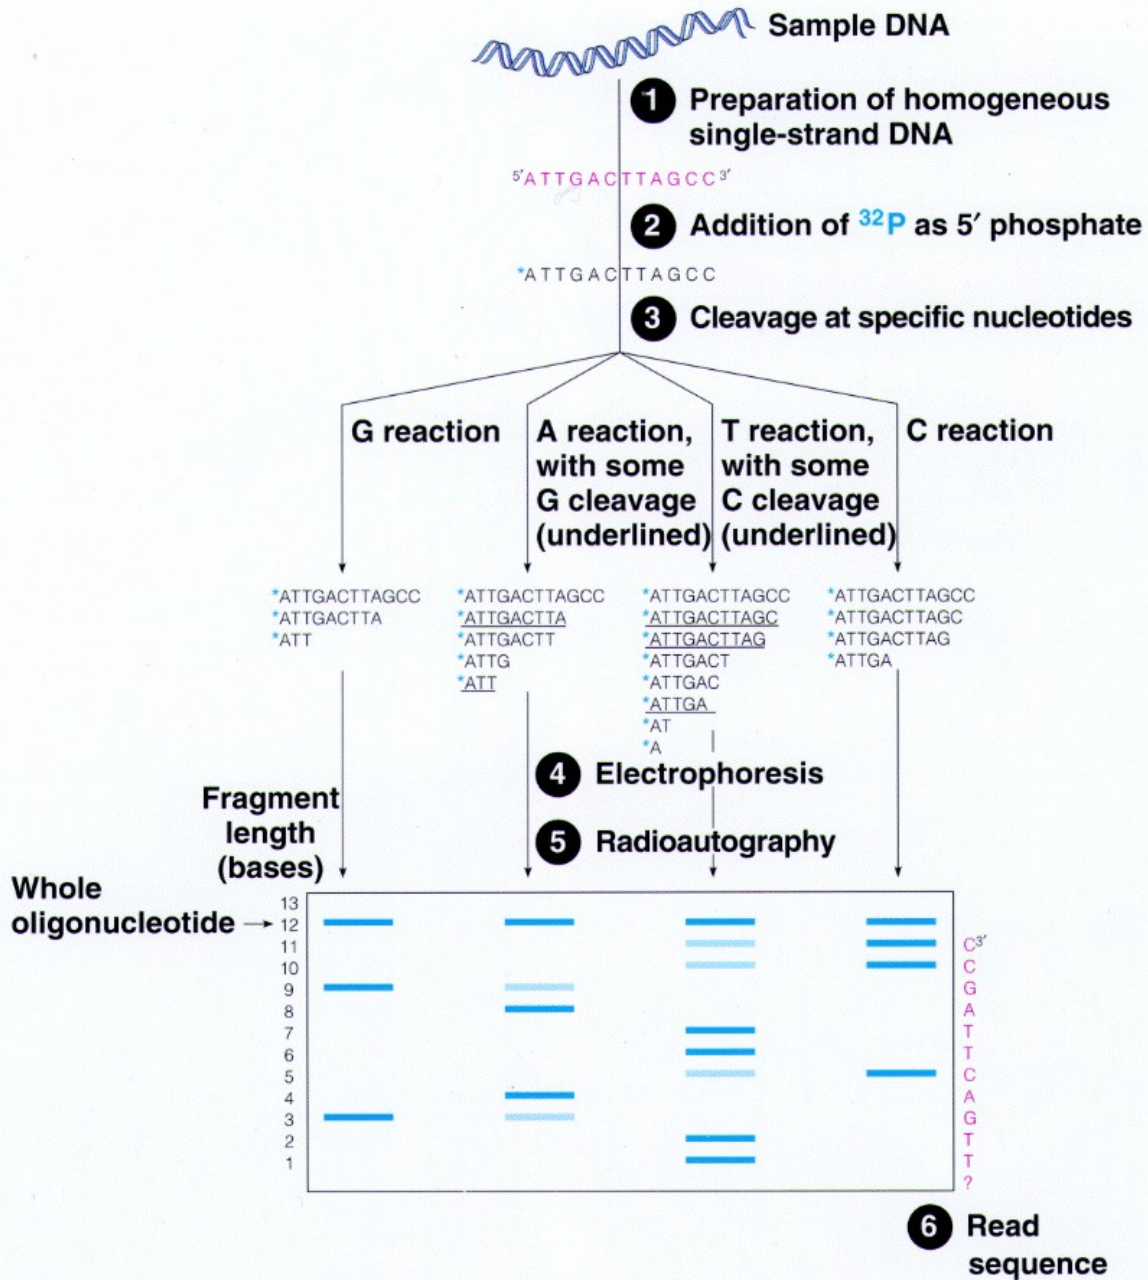 Sample DNA
1 Preparation of homogeneous
single-strand DNA
5′ATTGACTTAGCC3′
2 Addition of 32P as 5′ phosphate
*ATTGACTTAGCC
3 Cleavage at specific nucleotides
G reaction
A reaction,
with some
G cleavage
(underlined)
T reaction,
with some
C cleavage
(underlined)
C reaction
*ATTGACTTAGCC
*ATTGACTTA
*ATT
*ATTGACTTAGCC
*ATTGACTTA
*ATTGACTT
*ATTG
*ATT
*ATTGACTTAGCC
*ATTGACTTAGC
*ATTGACTTAG
*ATTGACT
*ATTGAC
*ATTGA
*AT
*A
*ATTGACTTAGCC
*ATTGACTTAGC
*ATTGACTTAG
*ATTGA
4 Electrophoresis
5 Radioautography
Fragment
length
(bases)
Whole
oligonucleotide
13
12
11
10
9
8
7
6
5
4
3
2
1
C3′
C
G
A
T
T
C
A
G
T
T
?
6 Read
sequence